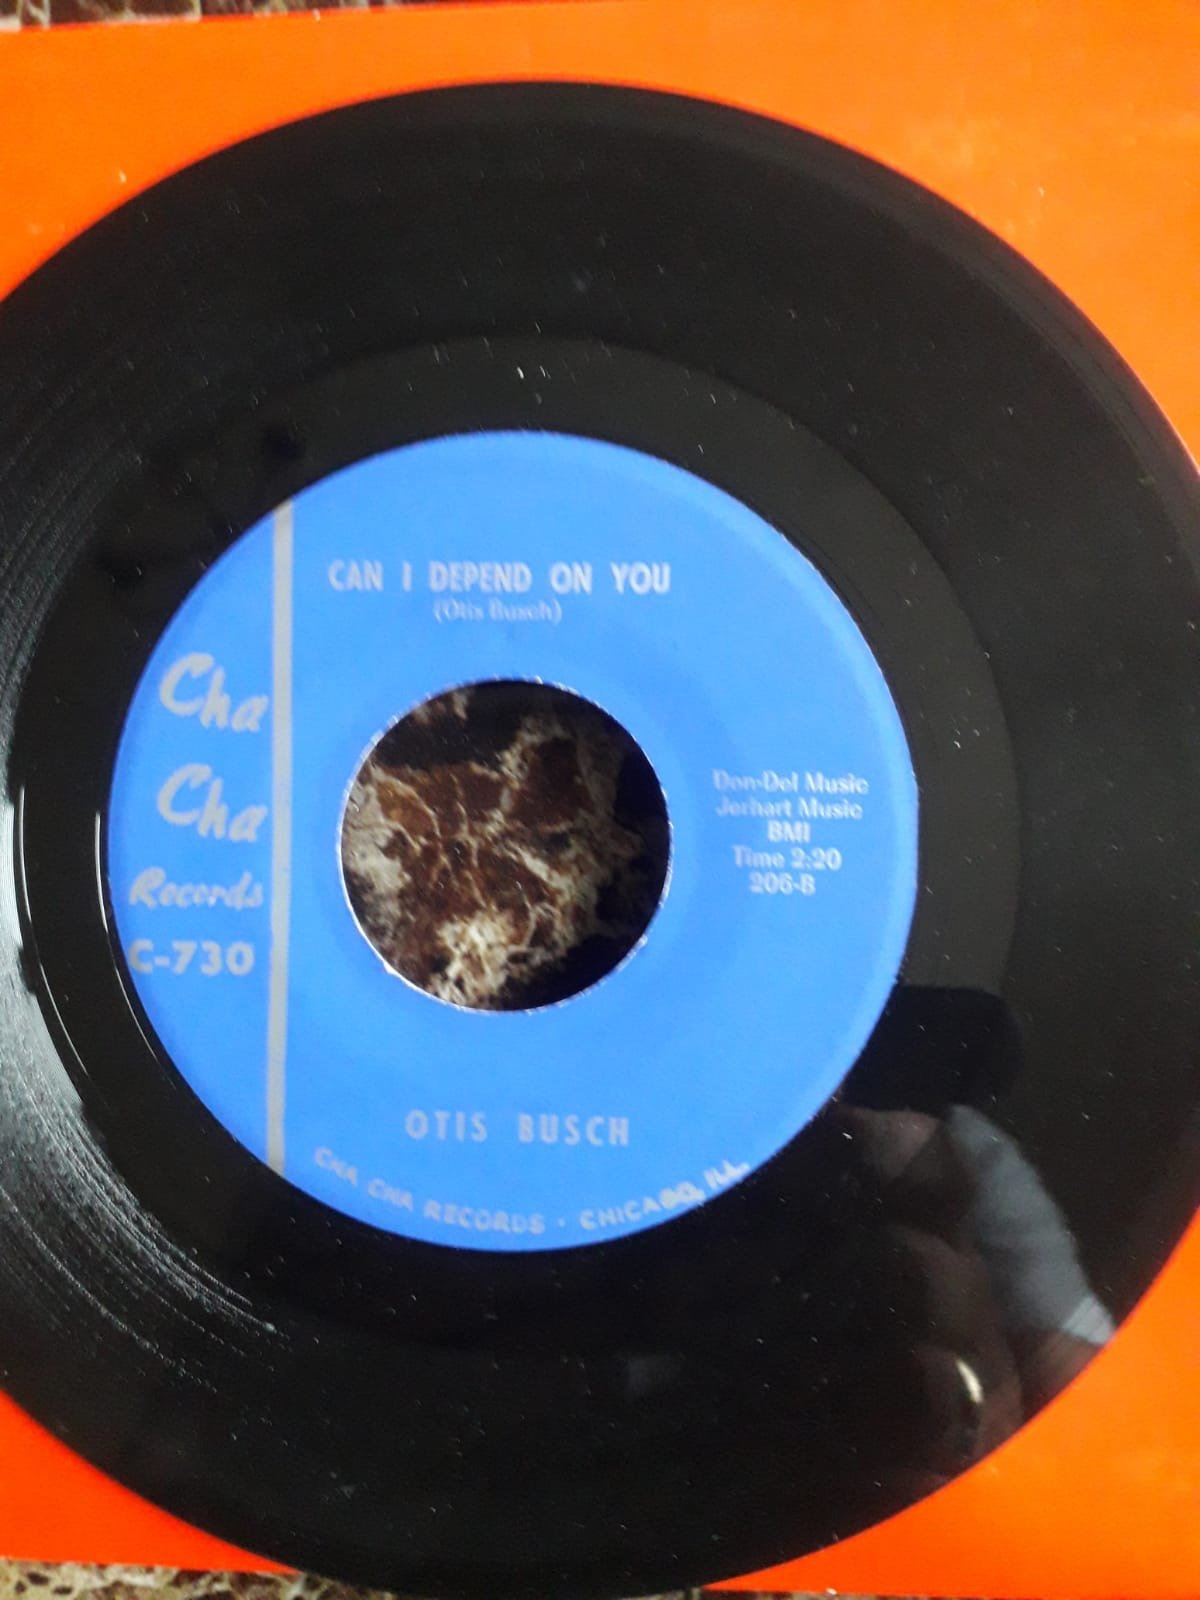 CAN I DEPEND ON YOU
(Otis Busch)
Cha
Cha
Records
C-730
Don-Del Music
Jerhart Music
BMI
Time 2:20
206-B
OTIS BUSCH
CHA CHA RECORDS · CHICAGO, ILL.